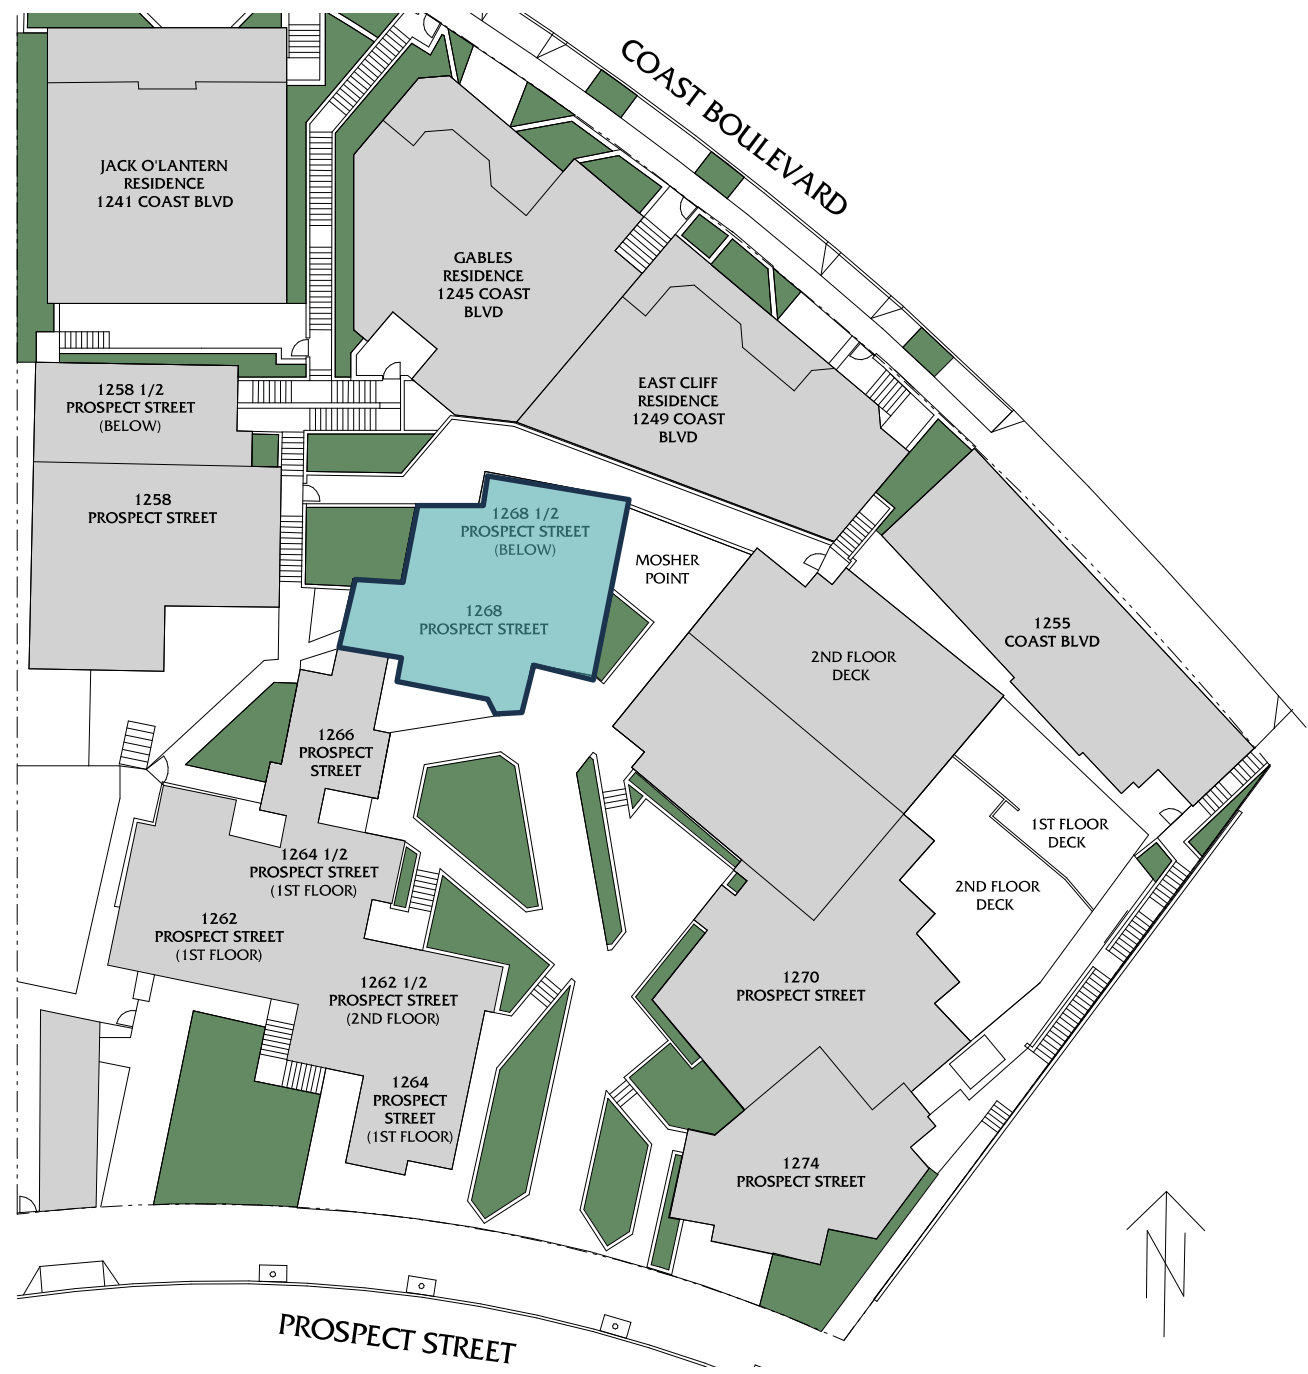 COAST BOULEVARD
JACK O'LANTERN
RESIDENCE
1241 COAST BLVD
GABLES
RESIDENCE
1245 COAST
BLVD
EAST CLIFF
RESIDENCE
1249 COAST
BLVD
1258 1/2
PROSPECT STREET
(BELOW)
1258
PROSPECT STREET
1268 1/2
PROSPECT STREET
(BELOW)
MOSHER
POINT
1268
PROSPECT STREET
1255
COAST BLVD
2ND FLOOR
DECK
1266
PROSPECT
STREET
1ST FLOOR
DECK
1264 1/2
PROSPECT STREET
(1ST FLOOR)
2ND FLOOR
DECK
1262
PROSPECT STREET
(1ST FLOOR)
1262 1/2
PROSPECT STREET
(2ND FLOOR)
1270
PROSPECT STREET
1264
PROSPECT
STREET
(1ST FLOOR)
1274
PROSPECT STREET
N
PROSPECT STREET